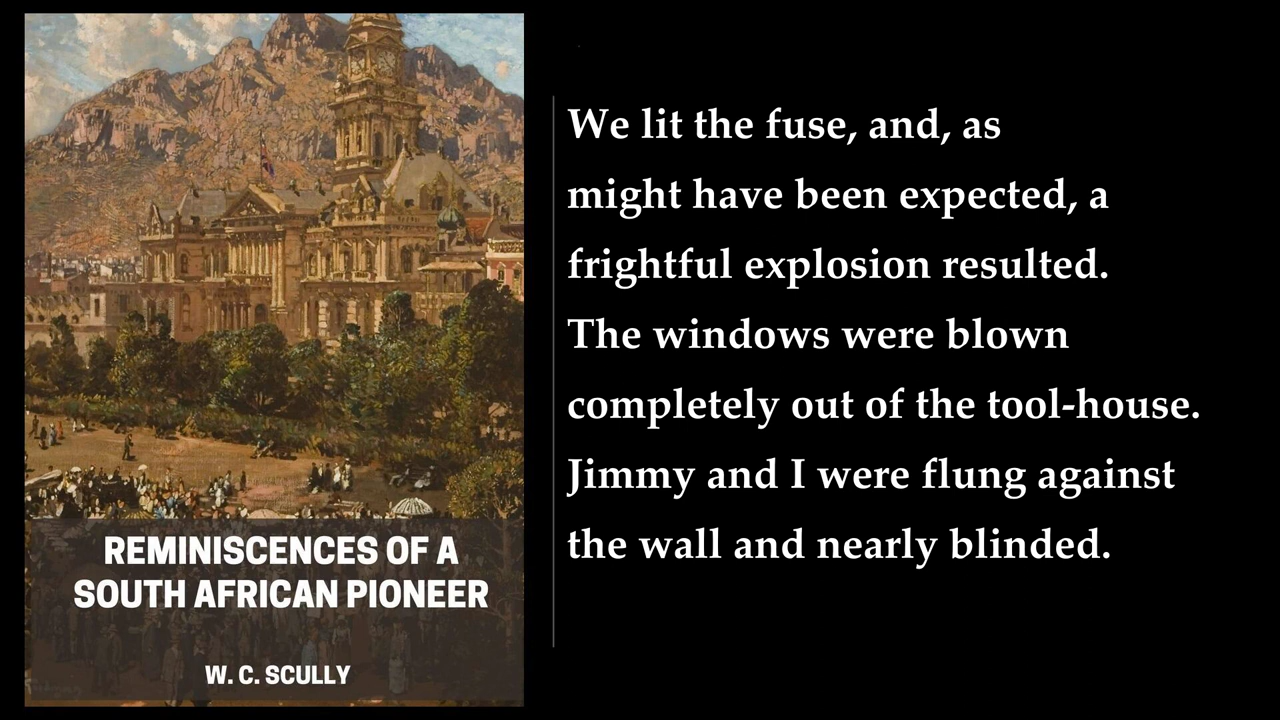 REMINISCENCES OF A
SOUTH AFRICAN PIONEER
W. C. SCULLY
We lit the fuse, and, as
might have been expected, a
frightful explosion resulted.
The windows were blown
completely out of the tool-house.
Jimmy and I were flung against
the wall and nearly blinded.